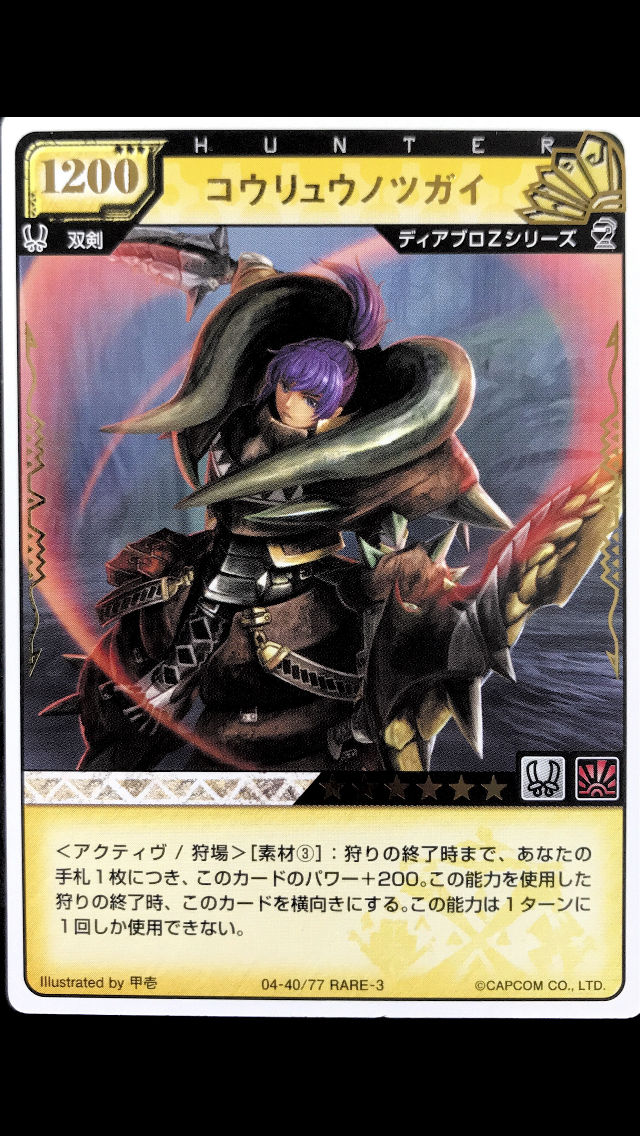 HUNTER
1200
コウリュウノツガイ
双剣
ディアブロZシリーズ
＜アクティヴ / 狩場＞[素材③]：狩りの終了時まで、あなたの
手札１枚につき、このカードのパワー＋200。この能力を使用した
狩りの終了時、このカードを横向きにする。この能力は１ターンに
１回しか使用できない。
Illustrated by 甲壱
04-40/77 RARE-3
©CAPCOM CO., LTD.